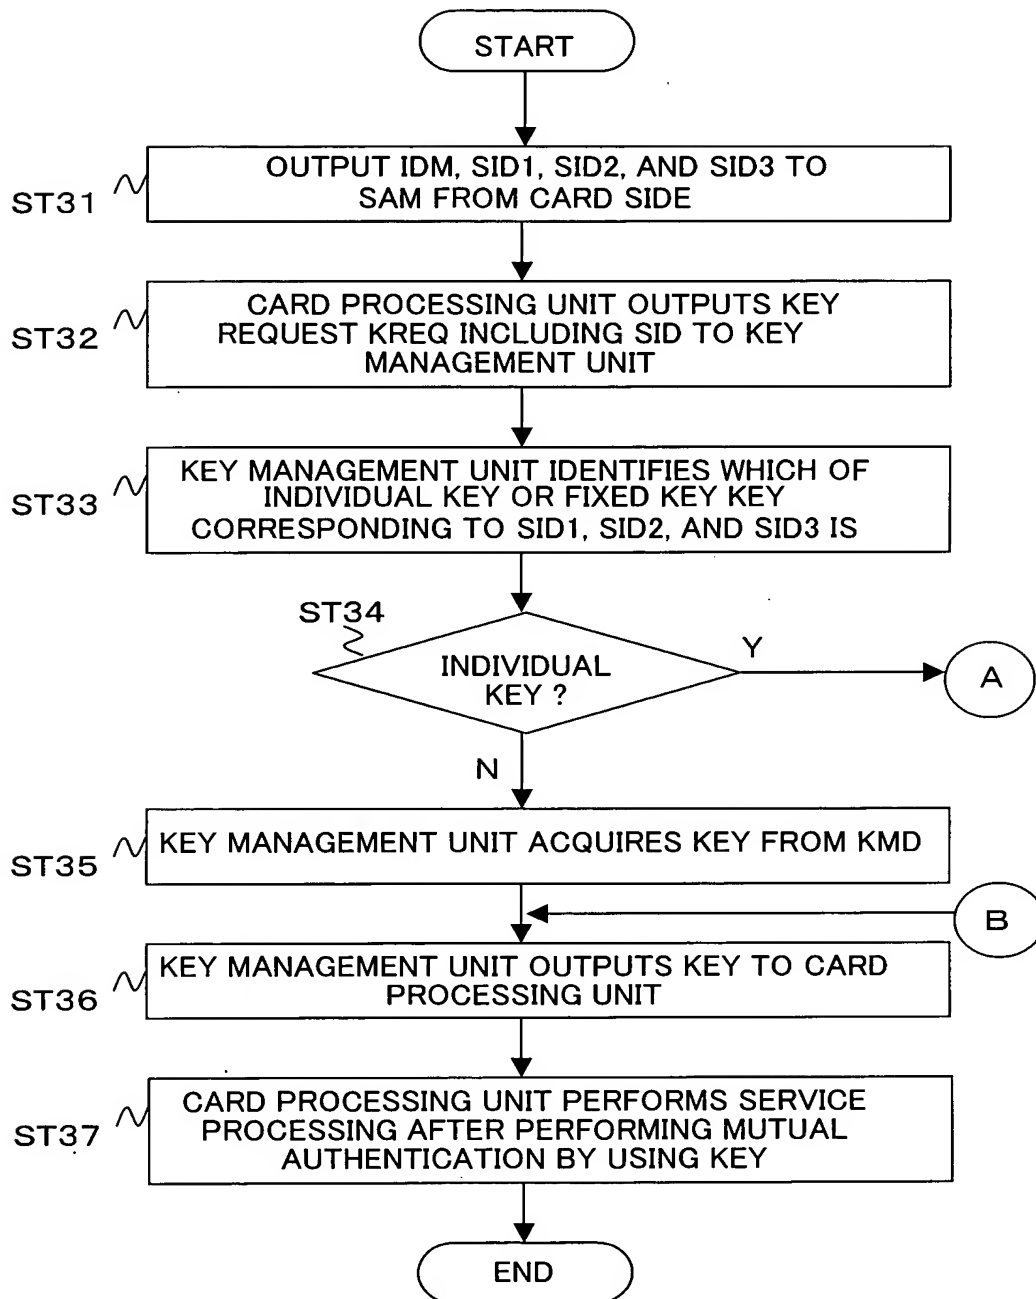 START
OUTPUT IDM, SID1, SID2, AND SID3 TO
SAM FROM CARD SIDE
ST31
CARD PROCESSING UNIT OUTPUTS KEY
REQUEST KREQ INCLUDING SID TO KEY
MANAGEMENT UNIT
ST32
KEY MANAGEMENT UNIT IDENTIFIES WHICH OF
INDIVIDUAL KEY OR FIXED KEY KEY
CORRESPONDING TO SID1, SID2, AND SID3 IS
ST33
ST34
INDIVIDUAL
KEY ?
Y
A
N
KEY MANAGEMENT UNIT ACQUIRES KEY FROM KMD
ST35
B
KEY MANAGEMENT UNIT OUTPUTS KEY TO CARD
PROCESSING UNIT
ST36
CARD PROCESSING UNIT PERFORMS SERVICE
PROCESSING AFTER PERFORMING MUTUAL
AUTHENTICATION BY USING KEY
ST37
END